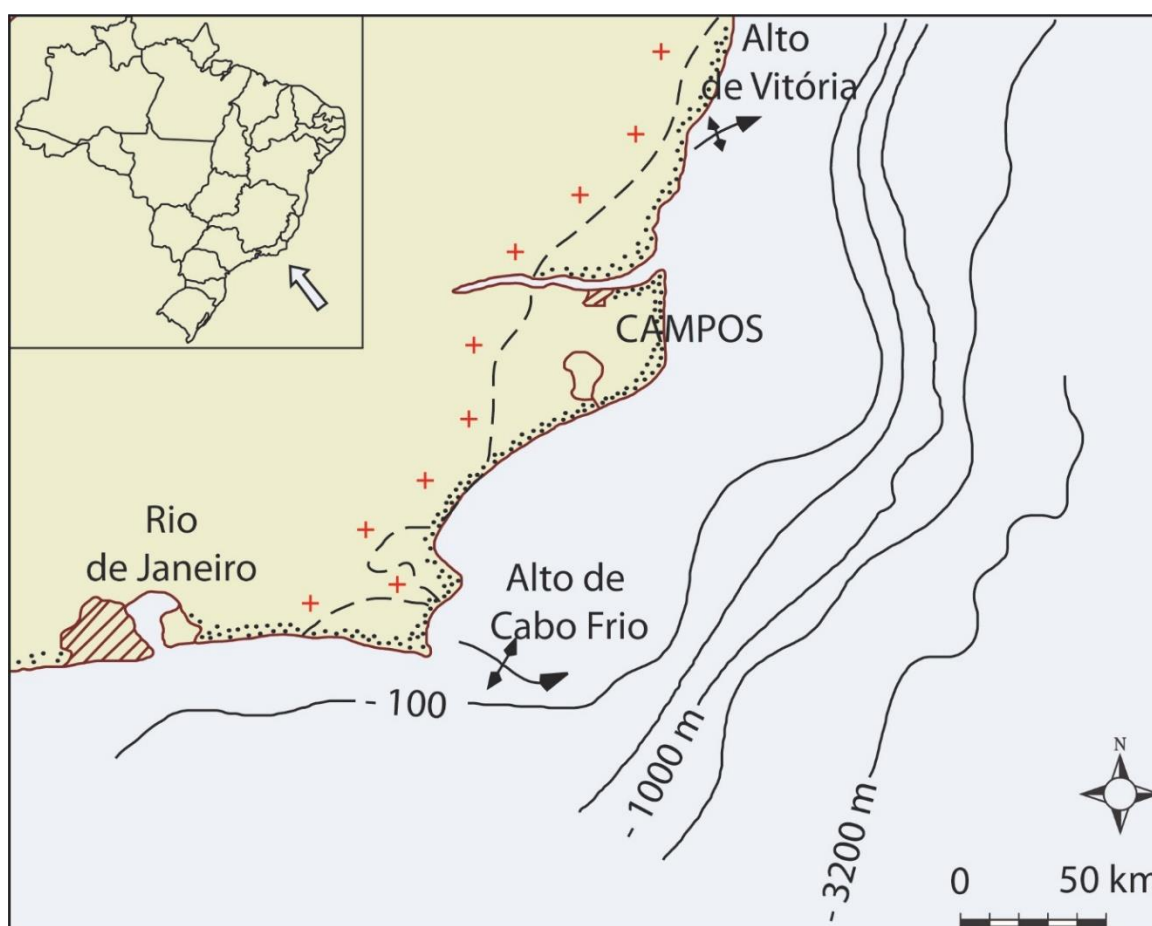 Alto
de Vitória
CAMPOS
Rio
de Janeiro
Alto de
Cabo Frio
- 100
- 1000 m
- 3200 m
N
0 50 km